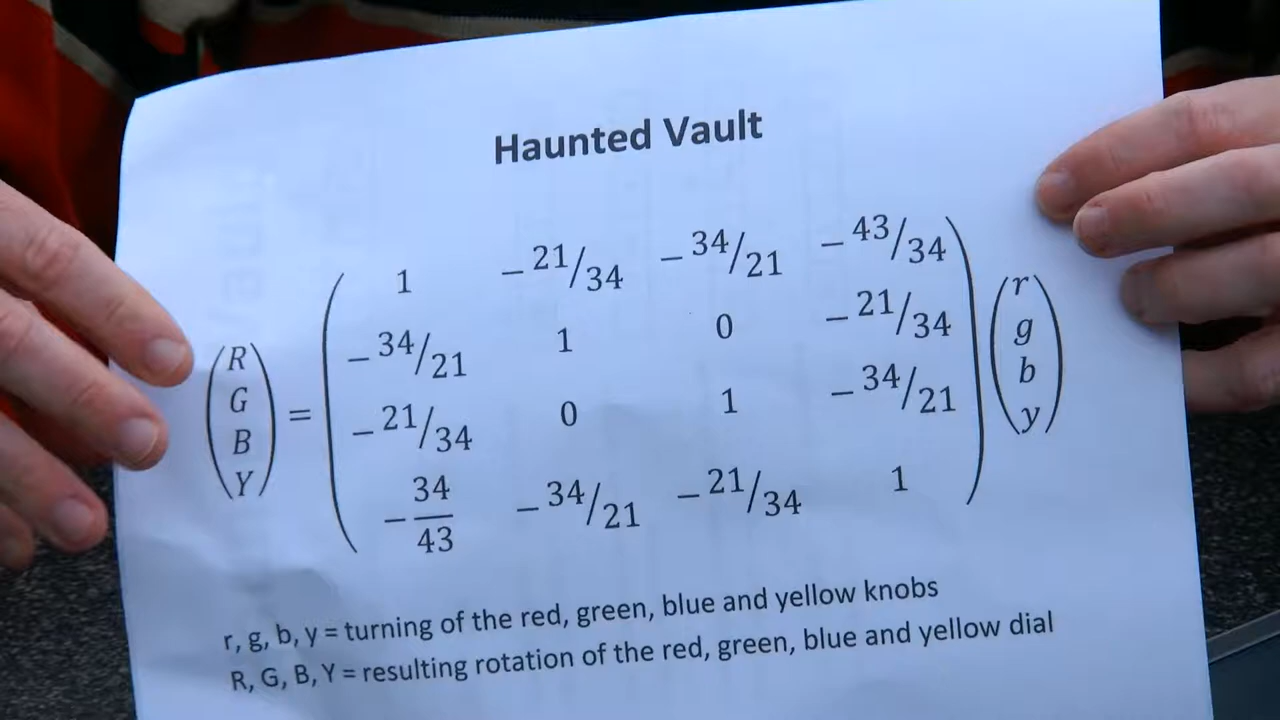 Haunted Vault
R = 1 -21/34 -34/21 -43/34 r
G -34/21 1 0 -21/34 g
B -21/34 0 1 -34/21 b
Y -34/43 -34/21 -21/34 1 y
r, g, b, y = turning of the red, green, blue and yellow knobs
R, G, B, Y = resulting rotation of the red, green, blue and yellow dial